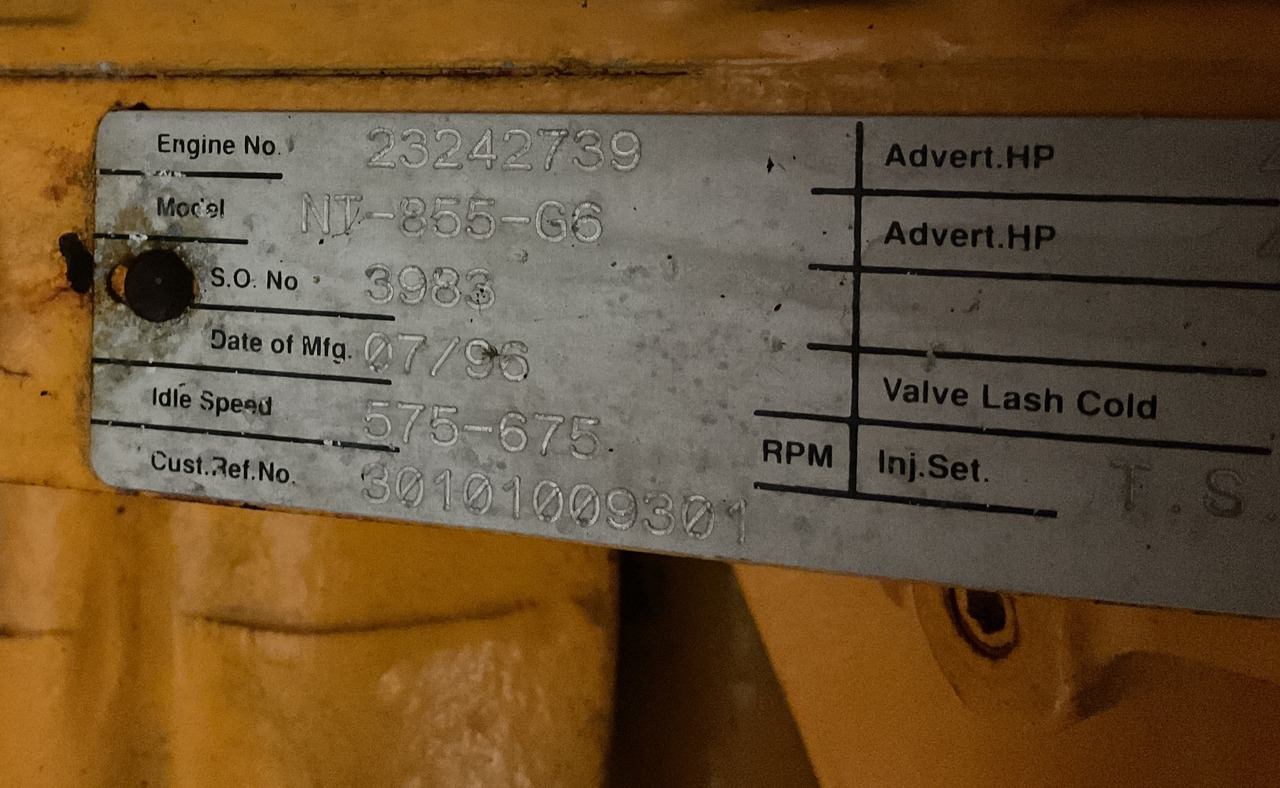 Engine No. 23242739
Model NT-855-G6
S.O. No 3983
Date of Mfg. 07/96
Idle Speed 575-675
Cust.Ref.No. 30101009301
Advert.HP
Advert.HP
Valve Lash Cold
RPM Inj.Set. T.S.